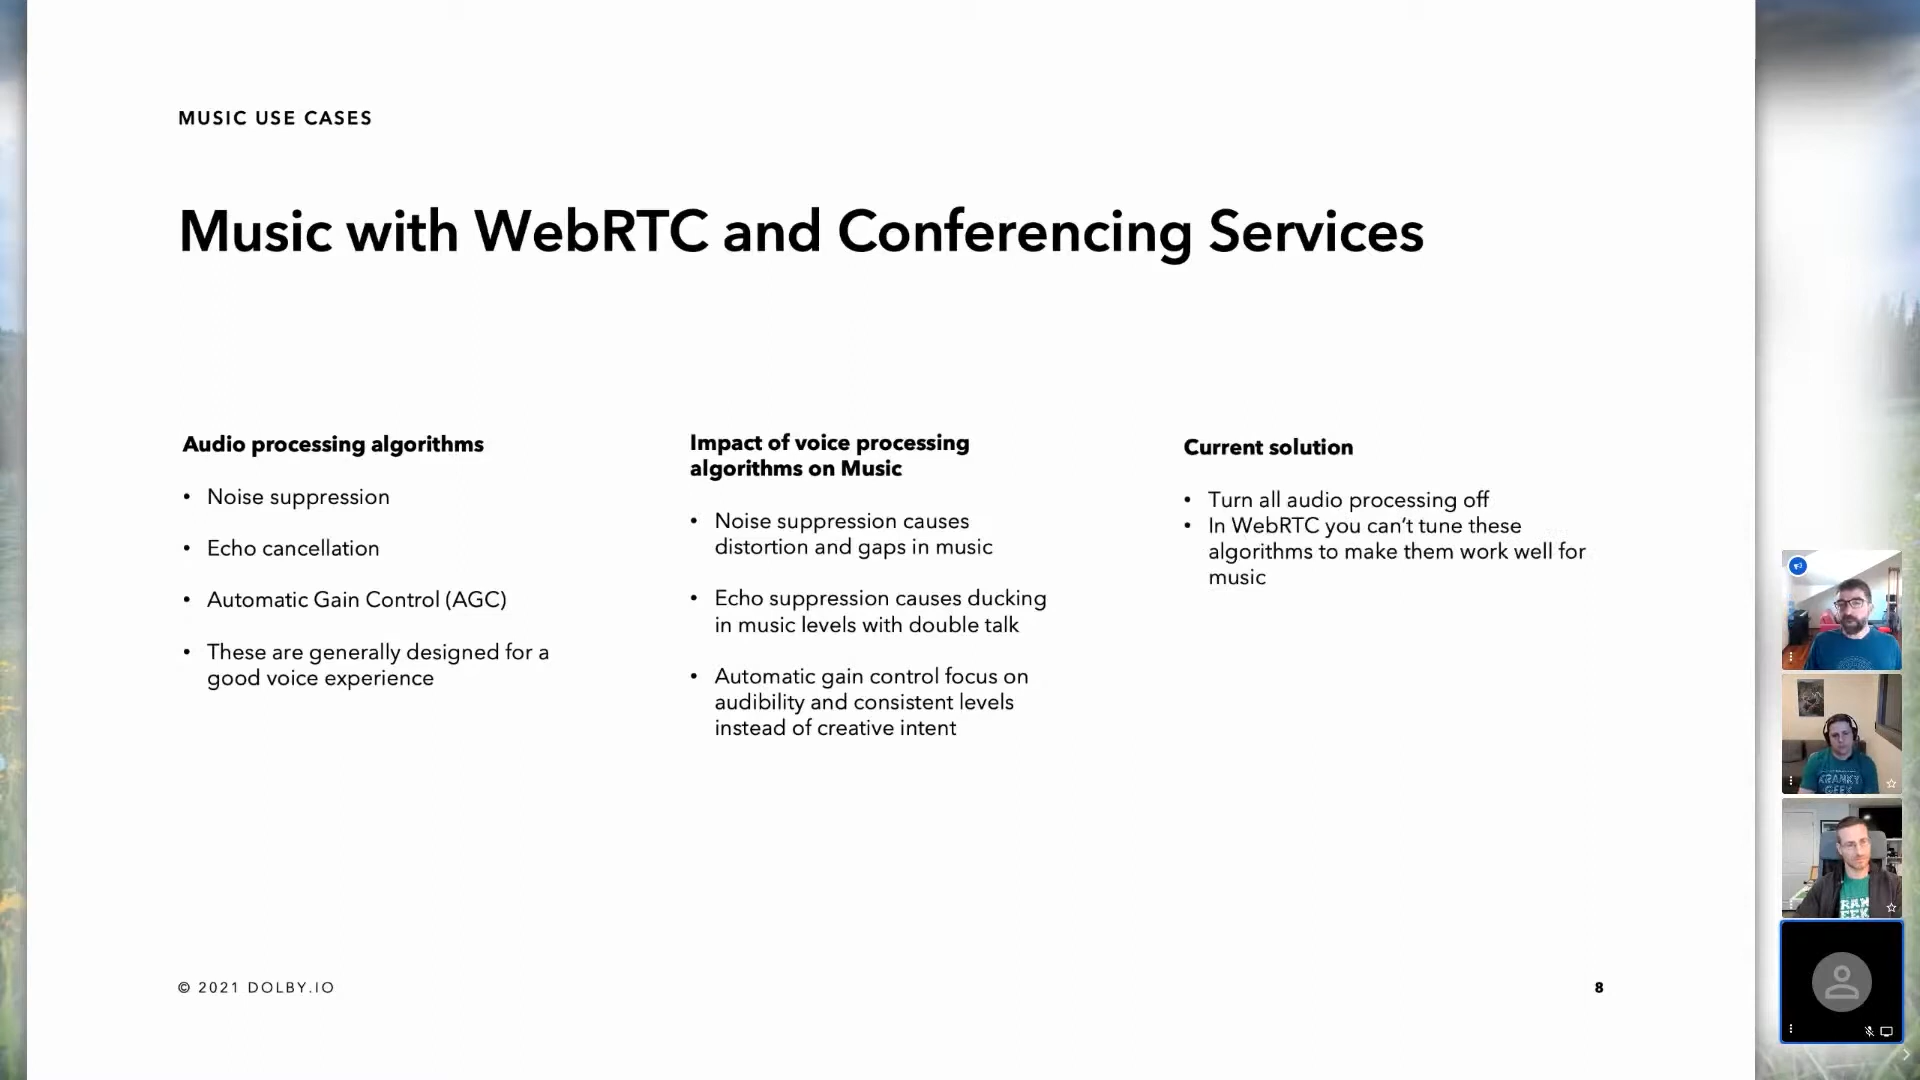 MUSIC USE CASES
Music with WebRTC and Conferencing Services
Audio processing algorithms
• Noise suppression
• Echo cancellation
• Automatic Gain Control (AGC)
• These are generally designed for a
good voice experience
Impact of voice processing
algorithms on Music
• Noise suppression causes
distortion and gaps in music
• Echo suppression causes ducking
in music levels with double talk
• Automatic gain control focus on
audibility and consistent levels
instead of creative intent
Current solution
• Turn all audio processing off
• In WebRTC you can’t tune these
algorithms to make them work well for
music
KRANKY
GEEK
© 2021 DOLBY.IO
8